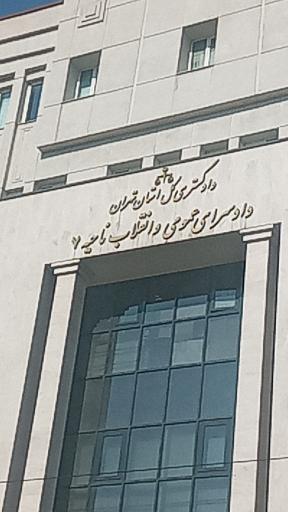 دادگستری کل استان تهران
دادسرای عمومی و انقلاب ناحیه ۷